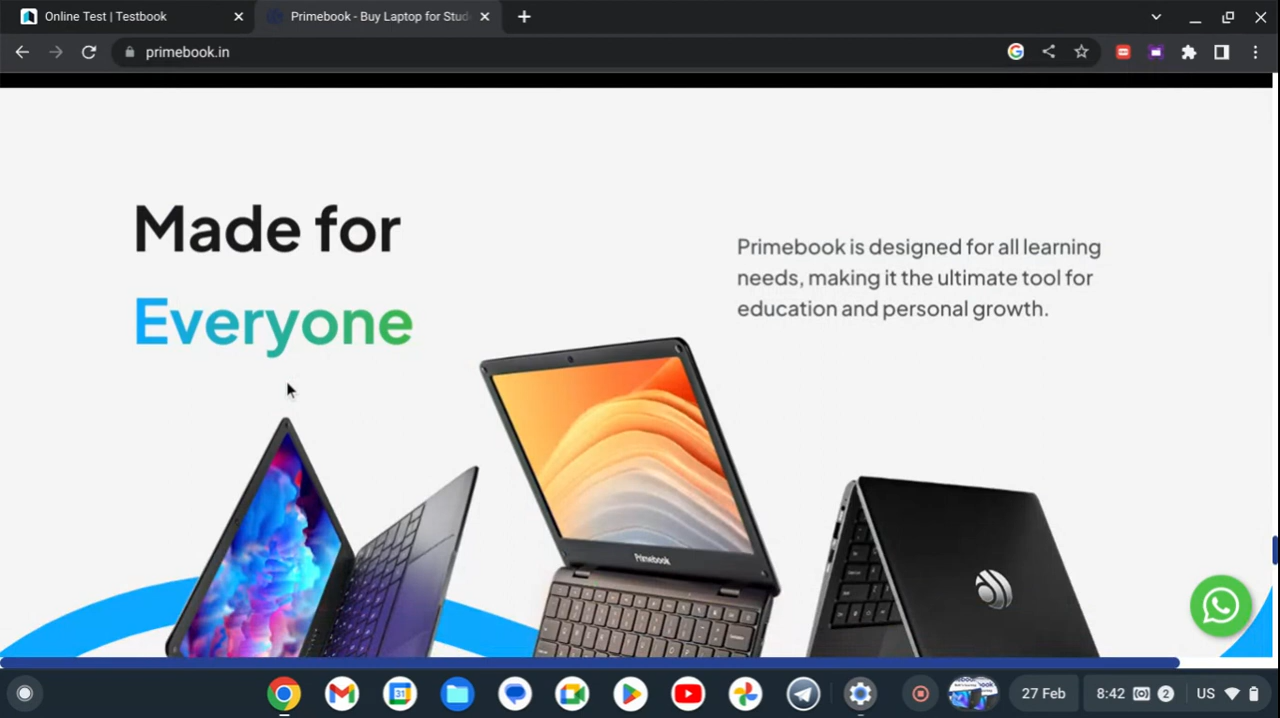 Online Test | Testbook
Primebook - Buy Laptop for Stud
primebook.in
Made for
Everyone
Primebook is designed for all learning
needs, making it the ultimate tool for
education and personal growth.
Primebook
27 Feb
8:42
2
US